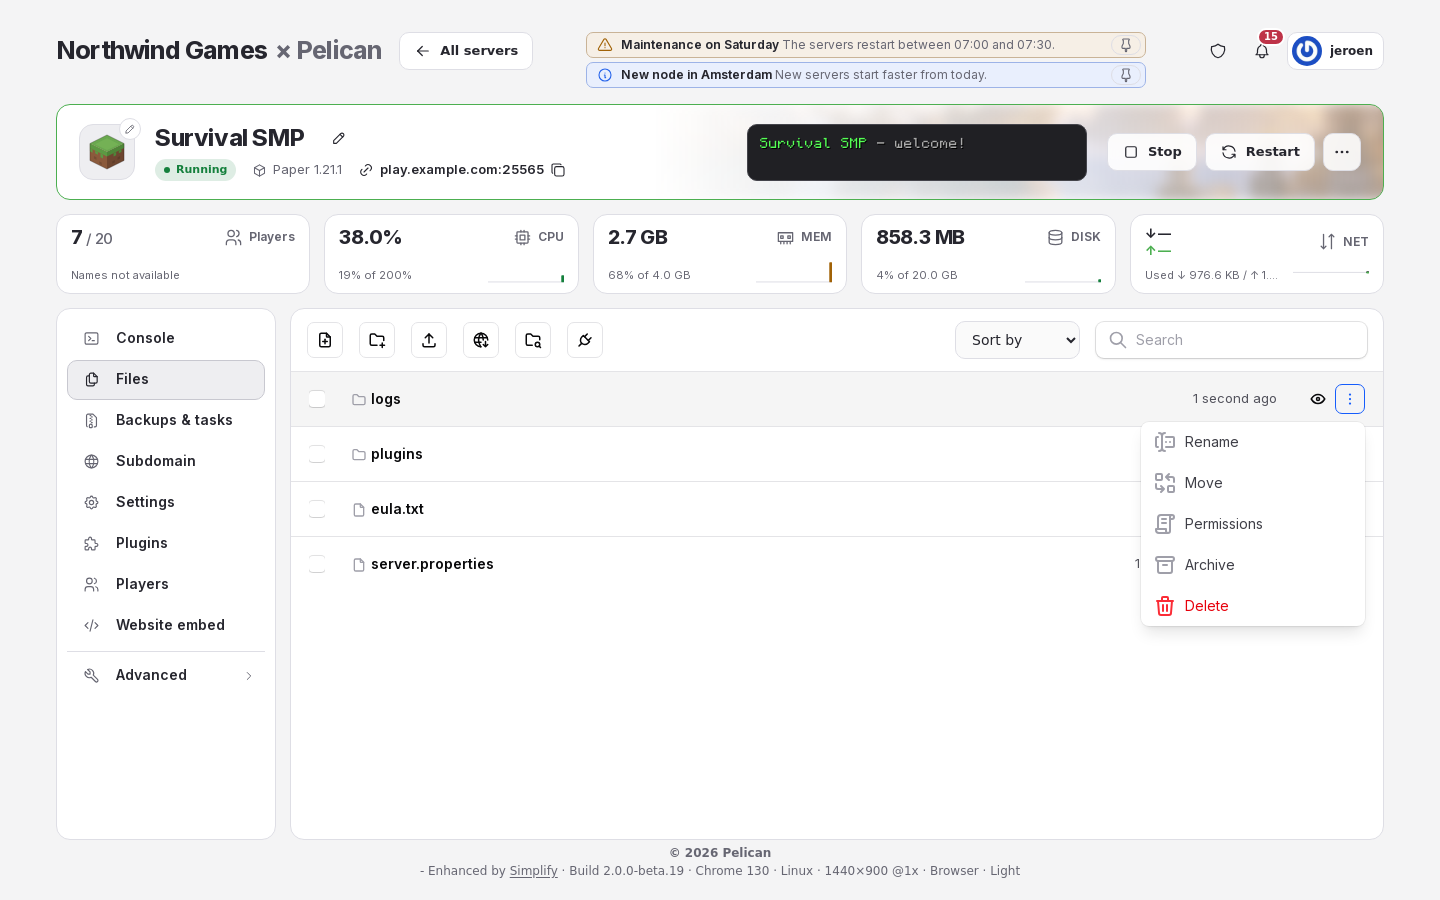 Northwind Games × Pelican
All servers
Maintenance on Saturday The servers restart between 07:00 and 07:30.
New node in Amsterdam New servers start faster from today.
15
jeroen
Survival SMP
Running
Paper 1.21.1
play.example.com:25565
Survival SMP - welcome!
Stop
Restart
7 / 20
Players
Names not available
38.0%
CPU
19% of 200%
2.7 GB
MEM
68% of 4.0 GB
858.3 MB
DISK
4% of 20.0 GB
↓—
↑—
NET
Used ↓ 976.6 KB / ↑ 1....
Console
Files
Backups & tasks
Subdomain
Settings
Plugins
Players
Website embed
Advanced
Sort by
Search
logs
1 second ago
plugins
eula.txt
server.properties
1
Rename
Move
Permissions
Archive
Delete
© 2026 Pelican
- Enhanced by Simplify · Build 2.0.0-beta.19 · Chrome 130 · Linux · 1440×900 @1x · Browser · Light